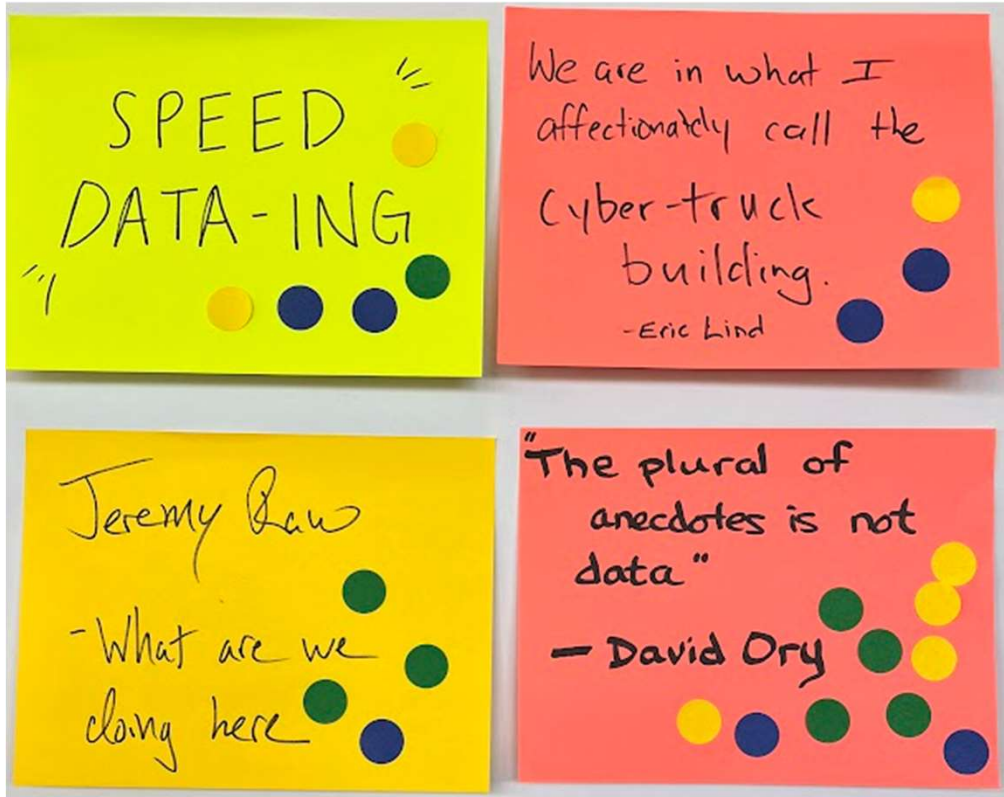 SPEED
DATA-ING
We are in what I
affectionately call the
Cyber-truck
building.
-Eric Lind
Jeremy Raw
-What are we
doing here
"The plural of
anecdotes is not
data"
— David Ory